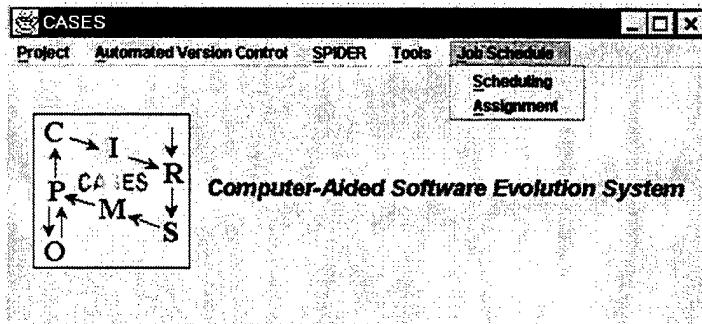 CASES
Project Automated Version Control SPIDER Tools Job Schedule
Scheduling
Assignment
C I R
P CASES
M S
O
Computer-Aided Software Evolution System